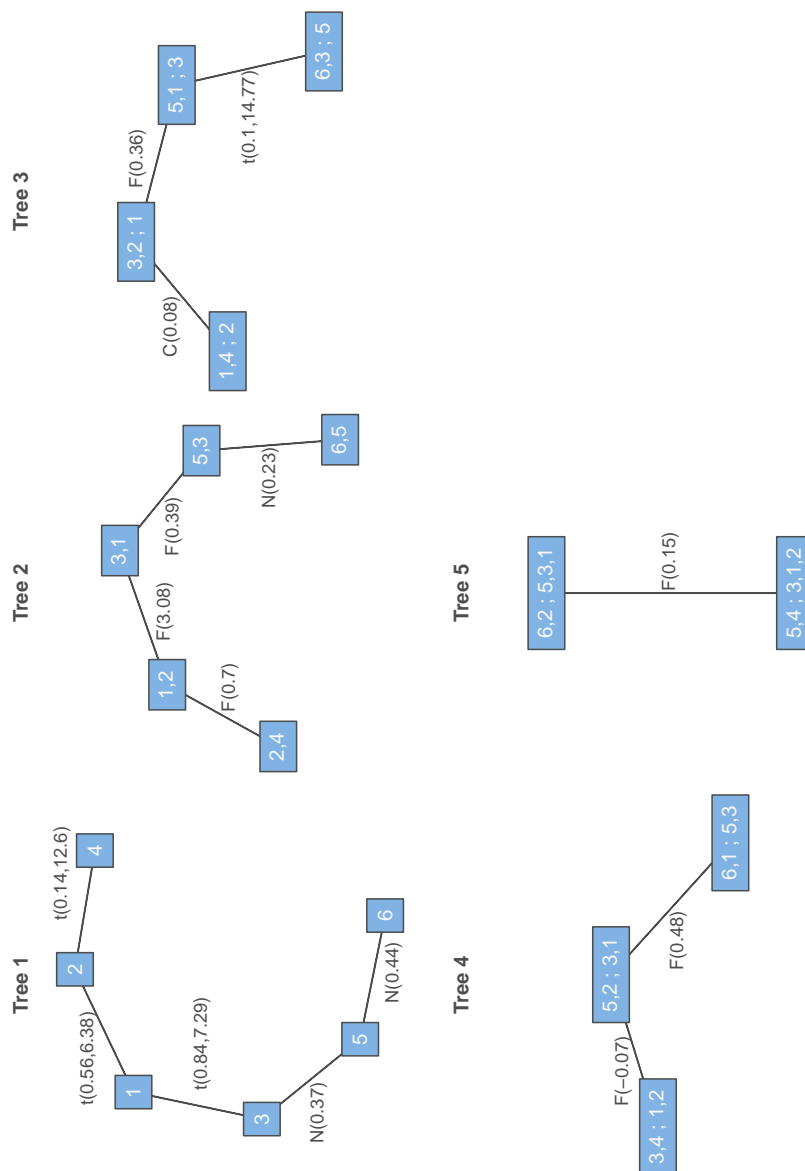 Tree 1
4
t(0.14,12.6)
2
t(0.56,6.38)
1
t(0.84,7.29)
3
N(0.37)
5
N(0.44)
6
Tree 2
2,4
F(0.7)
1,2
F(3.08)
3,1
F(0.39)
5,3
N(0.23)
6,5
Tree 3
1,4 ; 2
C(0.08)
3,2 ; 1
F(0.36)
5,1 ; 3
t(0.1,14.77)
6,3 ; 5
Tree 4
3,4 ; 1,2
F(−0.07)
5,2 ; 3,1
F(0.48)
6,1 ; 5,3
Tree 5
6,2 ; 5,3,1
F(0.15)
5,4 ; 3,1,2